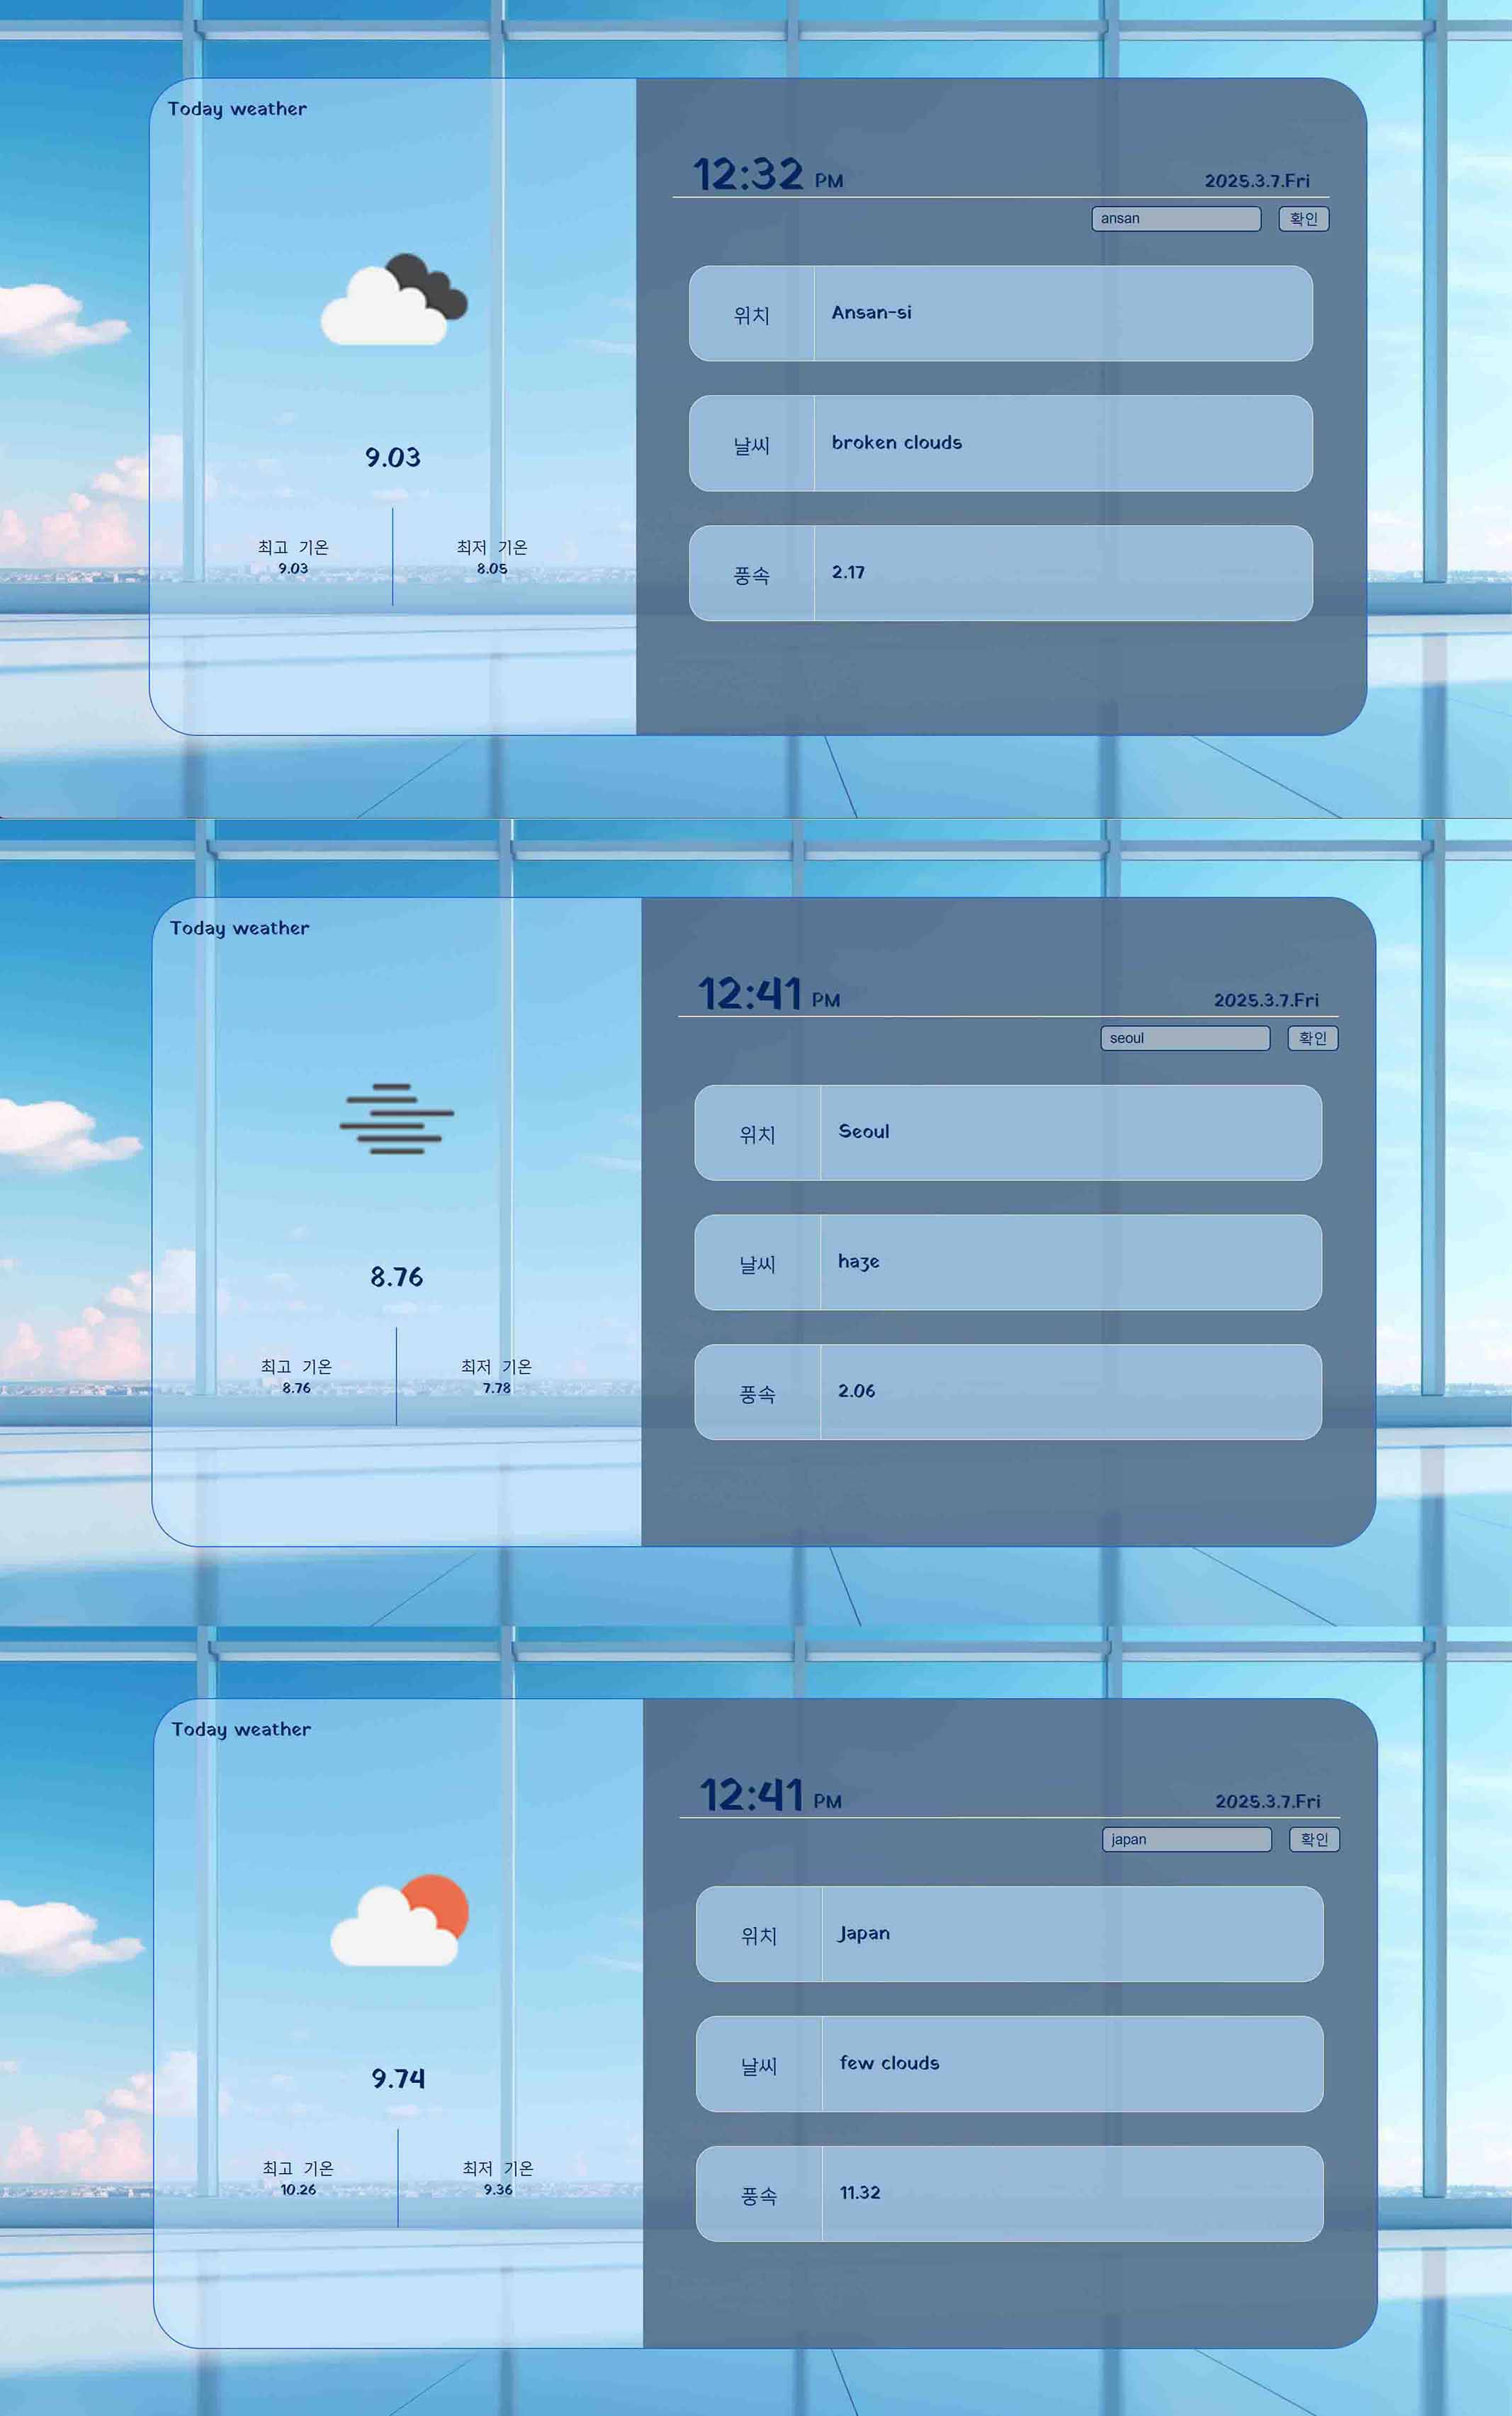 Today weather
12:32 PM
2025.3.7.Fri
ansan
확인
위치
Ansan-si
날씨
broken clouds
풍속
2.17
9.03
최고 기온
9.03
최저 기온
8.05
Today weather
12:41 PM
2025.3.7.Fri
seoul
확인
위치
Seoul
날씨
haze
풍속
2.06
8.76
최고 기온
8.76
최저 기온
7.78
Today weather
12:41 PM
2025.3.7.Fri
japan
확인
위치
Japan
날씨
few clouds
풍속
11.32
9.74
최고 기온
10.26
최저 기온
9.36